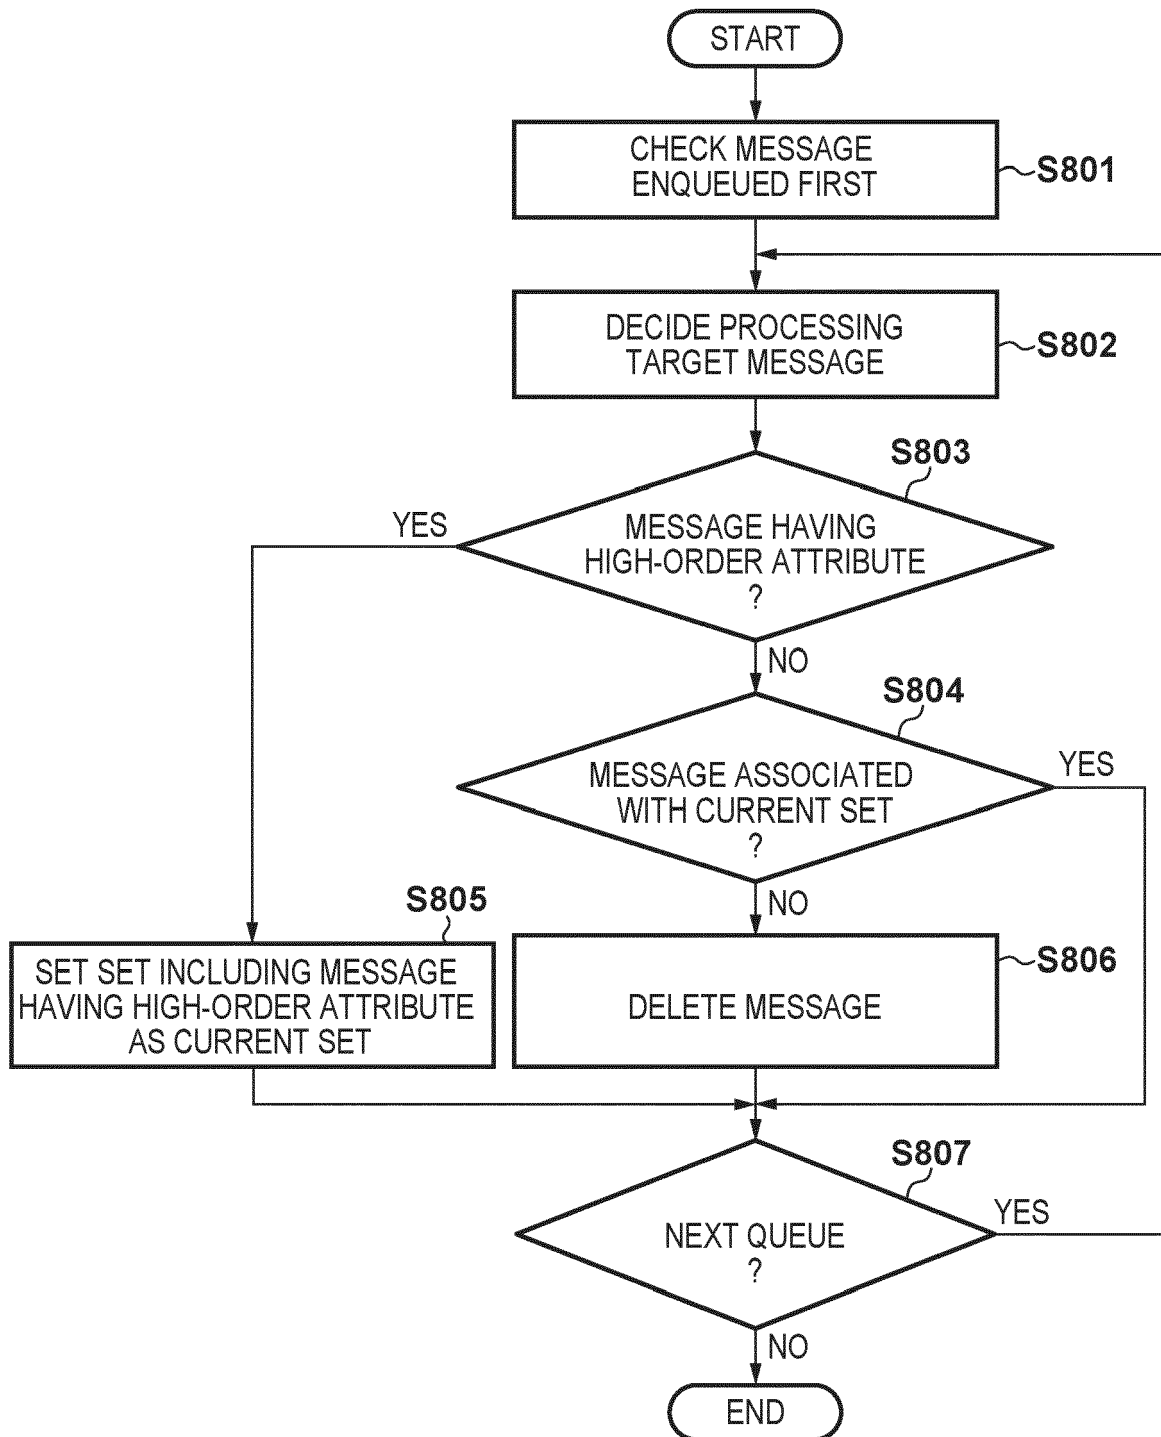 START
CHECK MESSAGE
ENQUEUED FIRST
S801
DECIDE PROCESSING
TARGET MESSAGE
S802
S803
YES
MESSAGE HAVING
HIGH-ORDER ATTRIBUTE
?
NO
S804
YES
MESSAGE ASSOCIATED
WITH CURRENT SET
?
NO
S805
SET SET INCLUDING MESSAGE
HAVING HIGH-ORDER ATTRIBUTE
AS CURRENT SET
S806
DELETE MESSAGE
S807
YES
NEXT QUEUE
?
NO
END